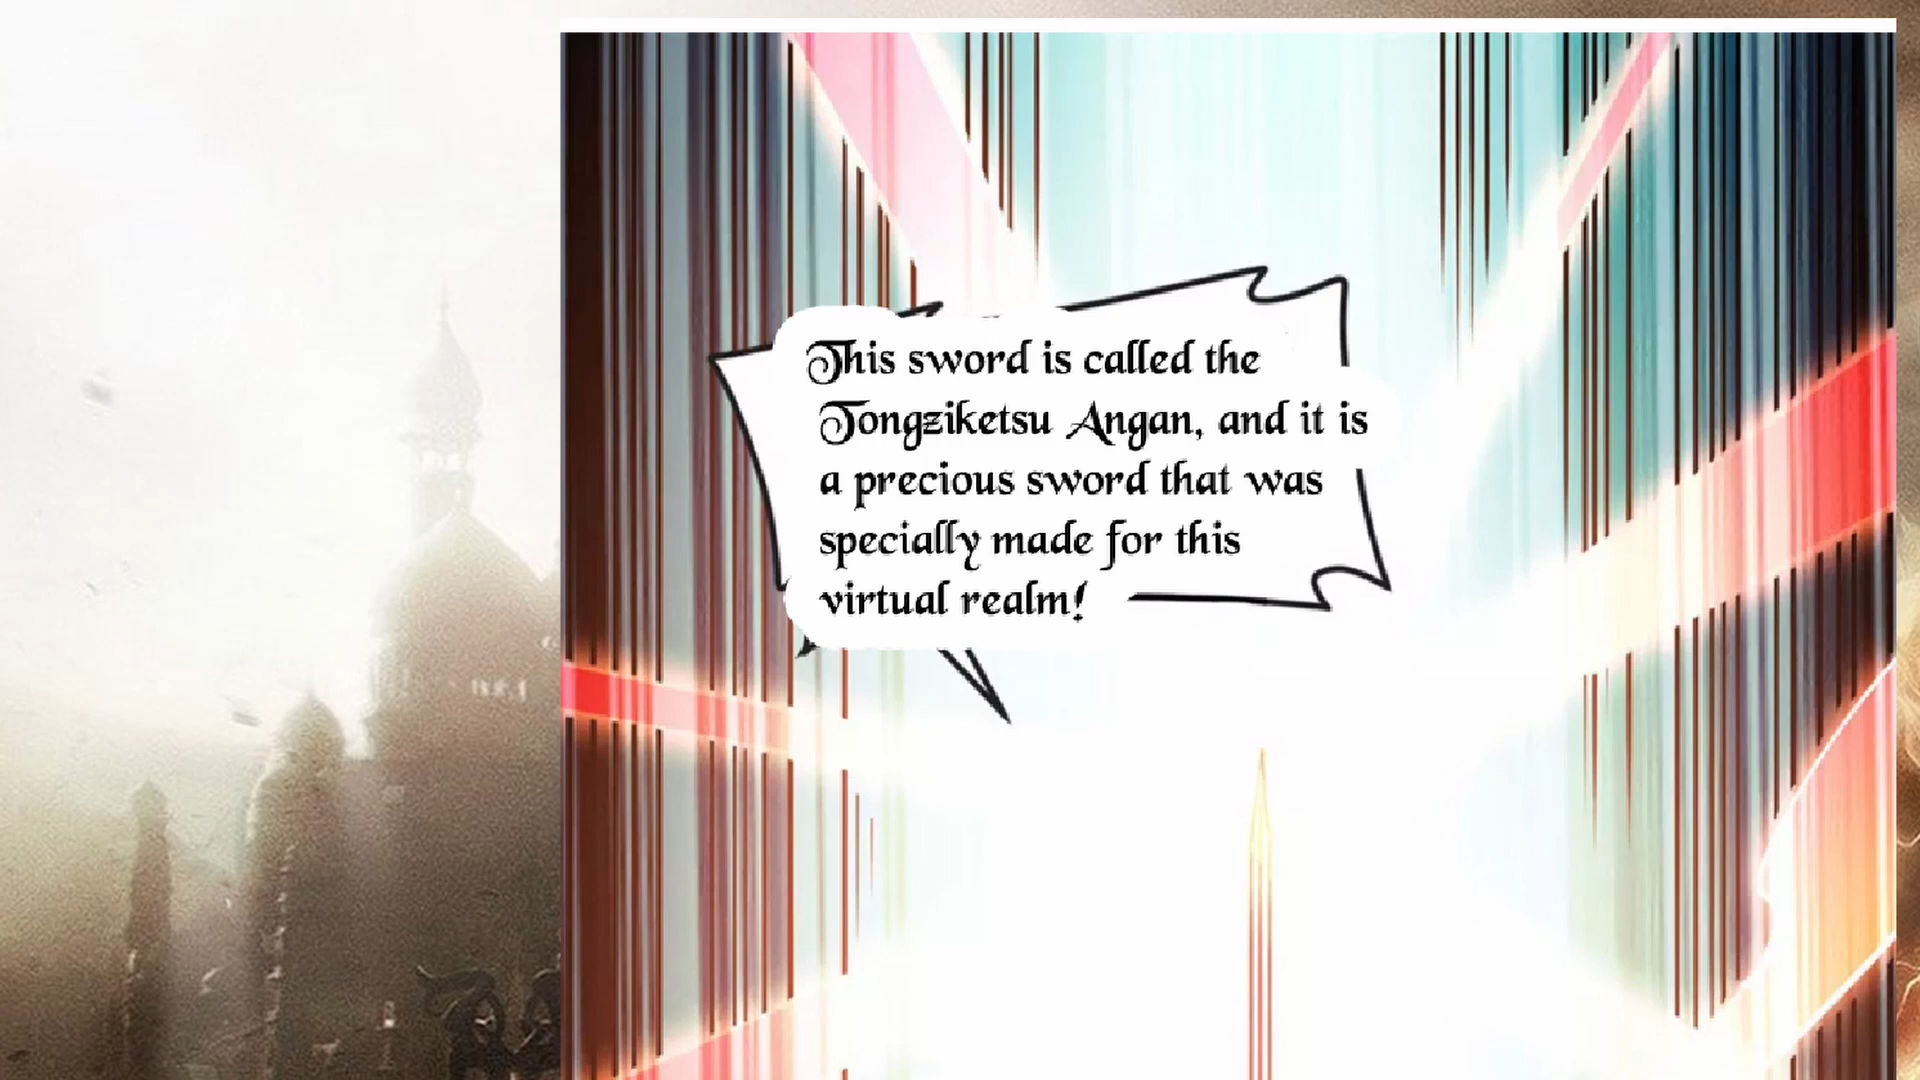 This sword is called the
Tongziketsu Angan, and it is
a precious sword that was
specially made for this
virtual realm!